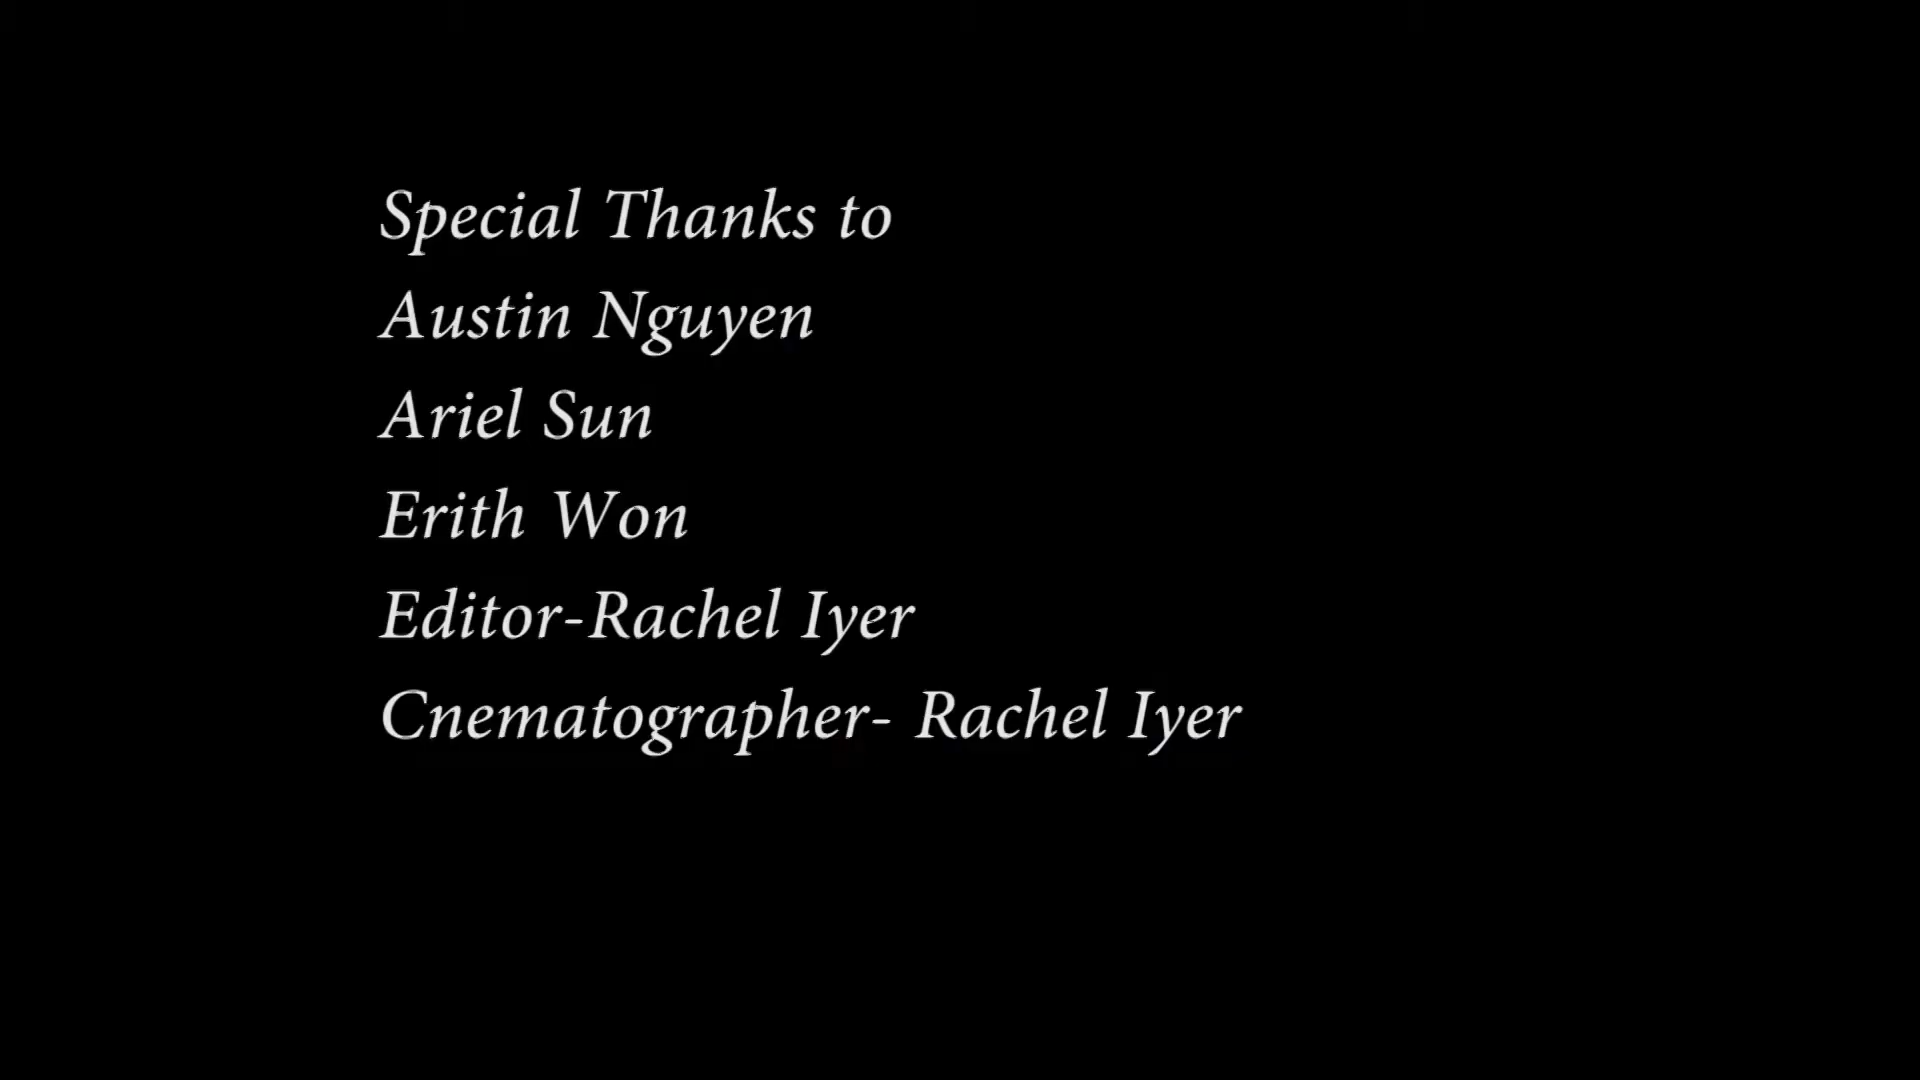 Special Thanks to
Austin Nguyen
Ariel Sun
Erith Won
Editor-Rachel Iyer
Cnematographer- Rachel Iyer